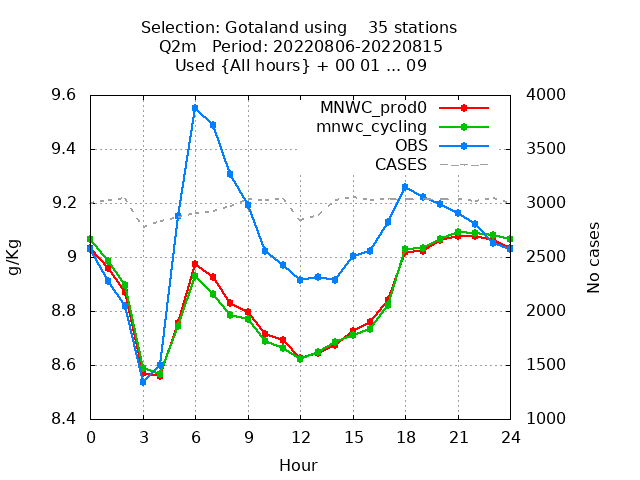 Selection: Gotaland using    35 stations
Q2m   Period: 20220806-20220815
Used {All hours} + 00 01 ... 09
MNWC_prod0
mnwc_cycling
OBS
CASES
g/Kg
9.6
9.4
9.2
9
8.8
8.6
8.4
4000
3500
3000
2500
2000
1500
1000
No cases
0 3 6 9 12 15 18 21 24
Hour